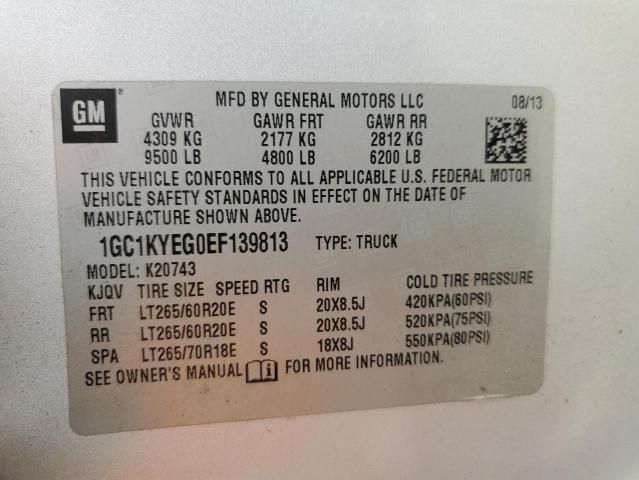 GM ®
MFD BY GENERAL MOTORS LLC 08/13
GVWR GAWR FRT GAWR RR
4309 KG 2177 KG 2812 KG
9500 LB 4800 LB 6200 LB
THIS VEHICLE CONFORMS TO ALL APPLICABLE U.S. FEDERAL MOTOR
VEHICLE SAFETY STANDARDS IN EFFECT ON THE DATE OF
MANUFACTURE SHOWN ABOVE.
1GC1KYEG0EF139813 TYPE: TRUCK
MODEL: K20743
KJQV TIRE SIZE SPEED RTG RIM COLD TIRE PRESSURE
FRT LT265/60R20E S 20X8.5J 420KPA(60PSI)
RR LT265/60R20E S 20X8.5J 520KPA(75PSI)
SPA LT265/70R18E S 18X8J 550KPA(80PSI)
SEE OWNER'S MANUAL FOR MORE INFORMATION.